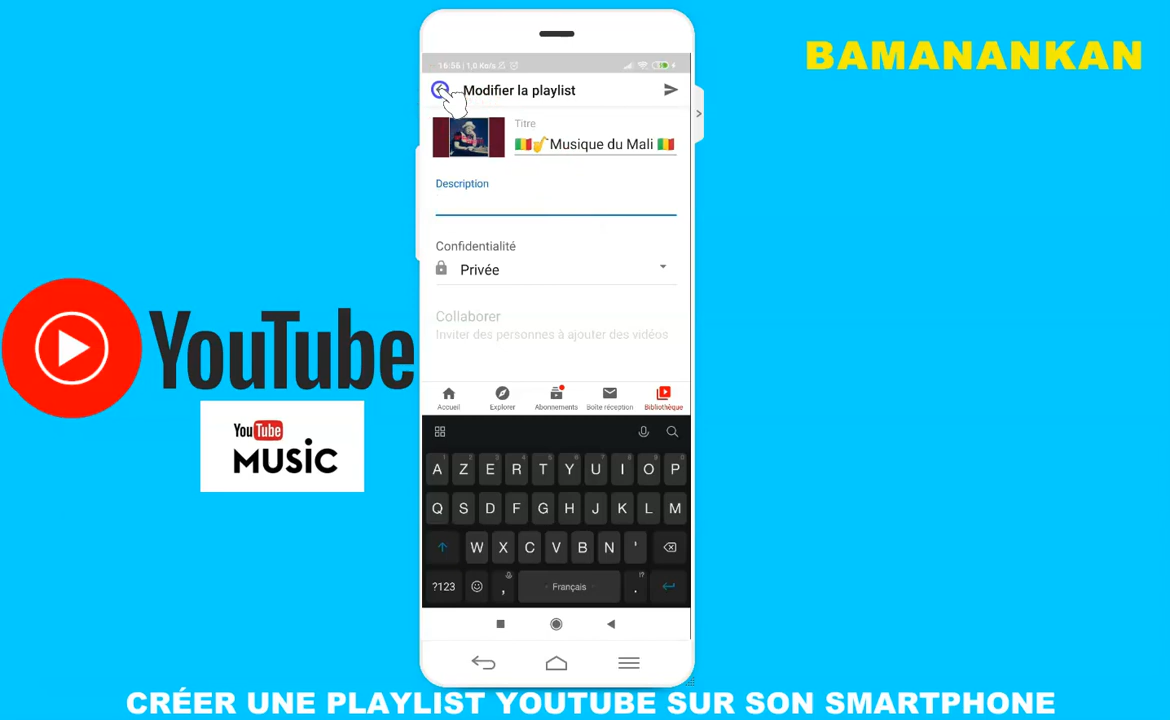 BAMANANKAN
16:56 | 1,0 Ko/s
Modifier la playlist
Titre
🇲🇱🎷Musique du Mali 🇲🇱
Description
Confidentialité
Privée
Collaborer
Inviter des personnes à ajouter des vidéos
YouTube
You Tube
MUSIC
Accueil Explorer Abonnements Boîte réception Bibliothèque
A Z E R T Y U I O P
Q S D F G H J K L M
W X C V B N '
?123 , Français .
CRÉER UNE PLAYLIST YOUTUBE SUR SON SMARTPHONE